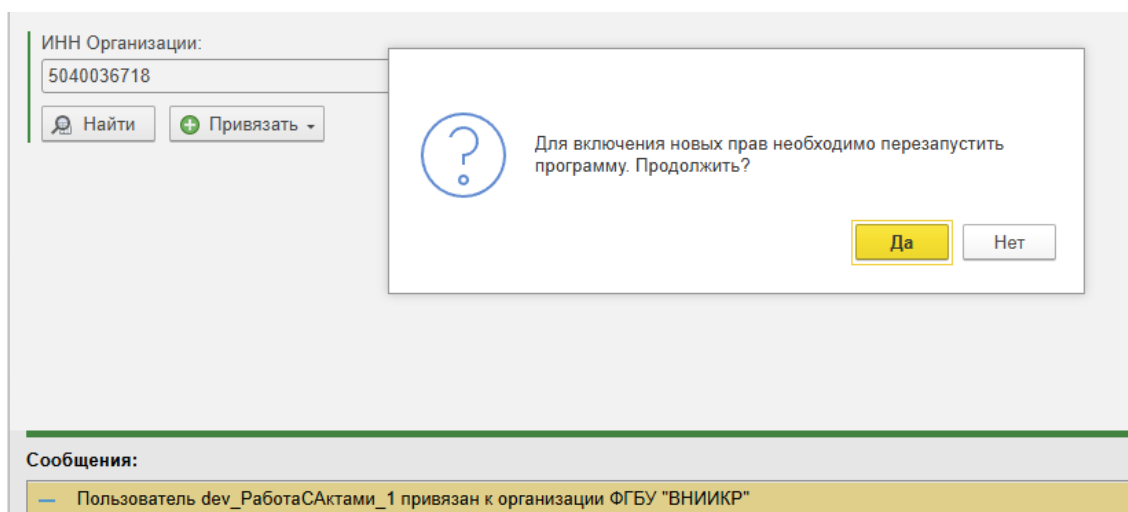 ИНН Организации:
5040036718
Найти
Привязать
Для включения новых прав необходимо перезапустить
программу. Продолжить?
Да
Нет
Сообщения:
Пользователь dev_РаботаСАктами_1 привязан к организации ФГБУ "ВНИИКР"